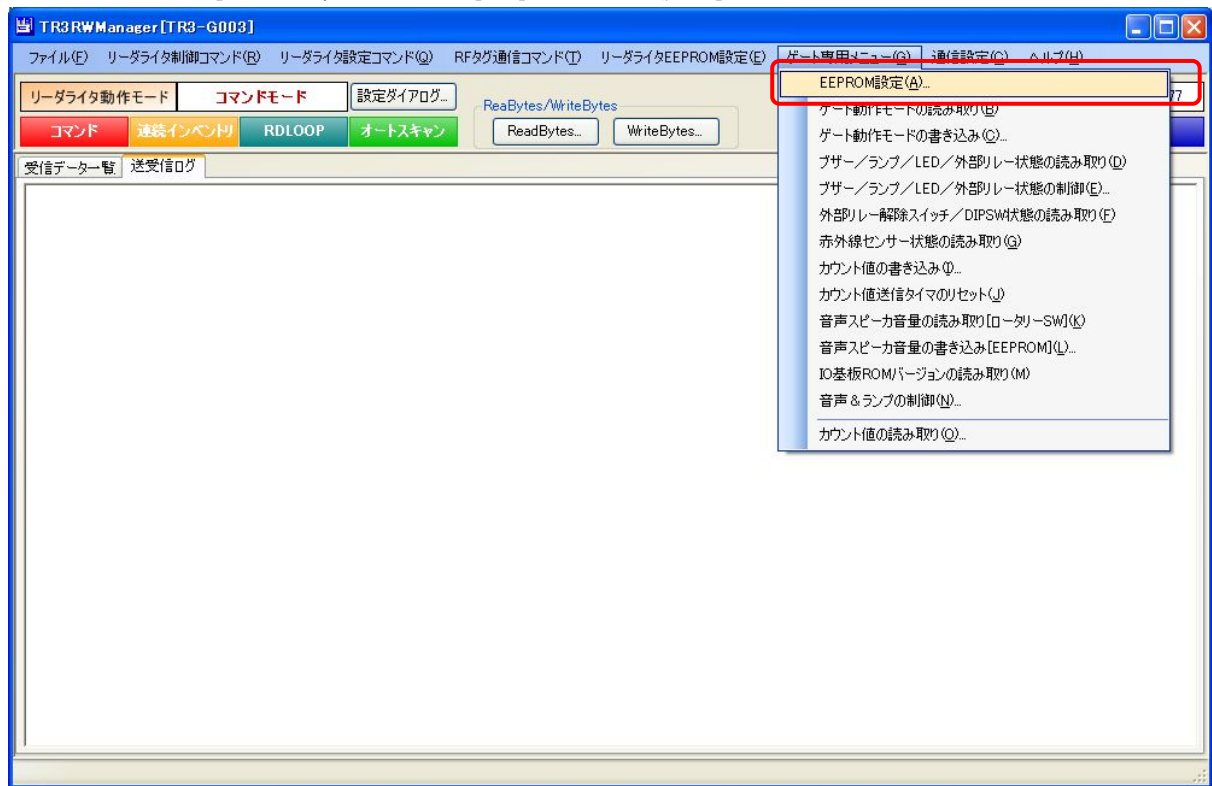 TR3RWManager[TR3-G003]
ファイル(F) リーダライタ制御コマンド(R) リーダライタ設定コマンド(Q) RFタグ通信コマンド(T) リーダライタEEPROM設定(E) ゲート専用メニュー(G) 通信設定(C) ヘルプ(H)
リーダライタ動作モード コマンドモード 設定ダイアログ... ReaBytes/WriteBytes 77
コマンド 連続インベントリ RDLOOP オートスキャン ReadBytes... WriteBytes...
受信データ一覧 送受信ログ
EEPROM設定(A)...
ゲート動作モードの読み取り(B)
ゲート動作モードの書き込み(C)...
ブザー/ランプ/LED/外部リレー状態の読み取り(D)
ブザー/ランプ/LED/外部リレー状態の制御(E)...
外部リレー解除スイッチ/DIPSW状態の読み取り(F)
赤外線センサー状態の読み取り(G)
カウント値の書き込み(I)...
カウント値送信タイマのリセット(J)
音声スピーカ音量の読み取り[ロータリーSW](K)
音声スピーカ音量の書き込み[EEPROM](L)...
IO基板ROMバージョンの読み取り(M)
音声&ランプの制御(N)...
カウント値の読み取り(O)...